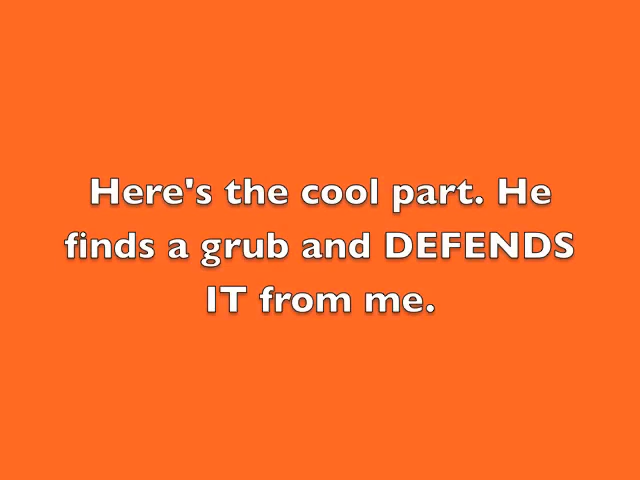 Here's the cool part. He
finds a grub and DEFENDS
IT from me.